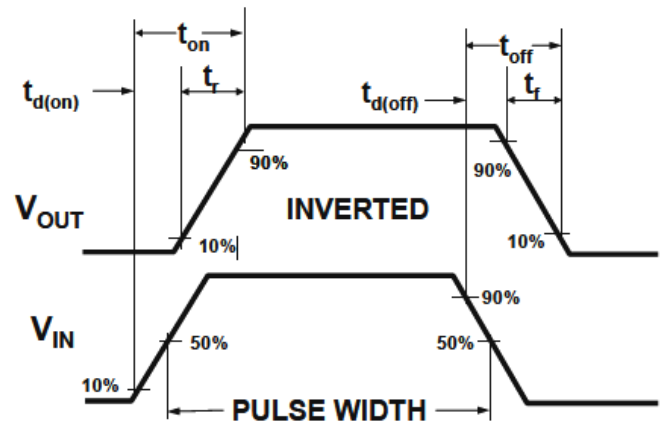 t_on
t_off
t_r
t_f
t_d(on)
t_d(off)
90%
90%
V_OUT
INVERTED
10%
10%
90%
V_IN
50%
50%
10%
PULSE WIDTH